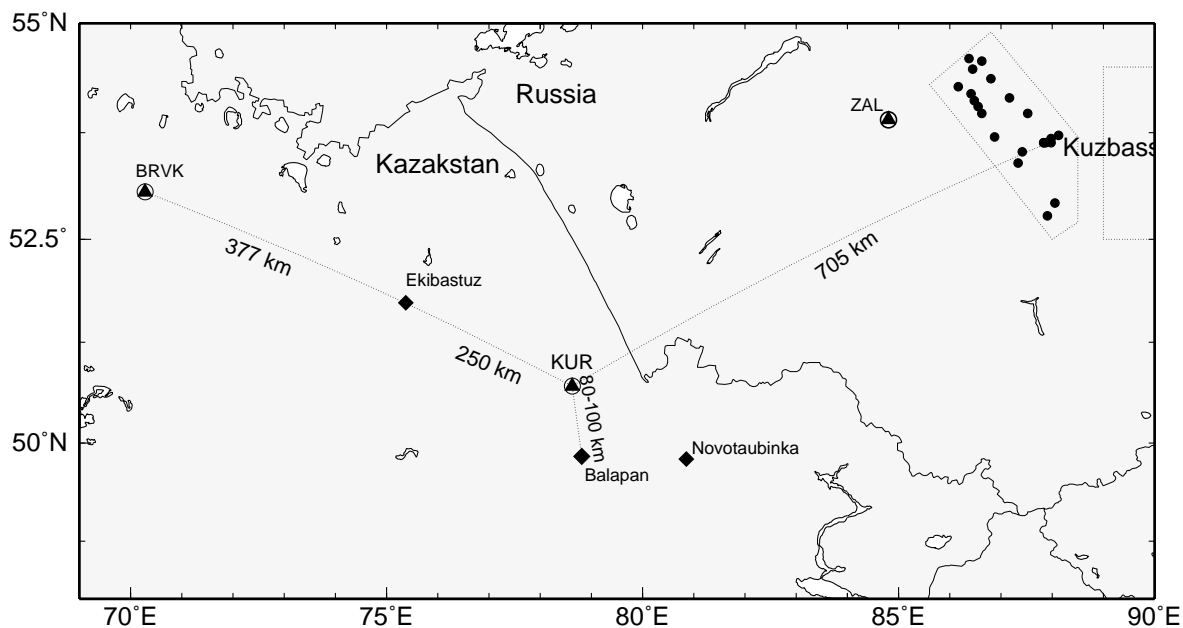 55˚N
Russia
ZAL
Kazakstan
Kuzbass
BRVK
52.5˚
377 km
705 km
Ekibastuz
250 km
KUR
80-100 km
50˚N
Novotaubinka
Balapan
70˚E
75˚E
80˚E
85˚E
90˚E